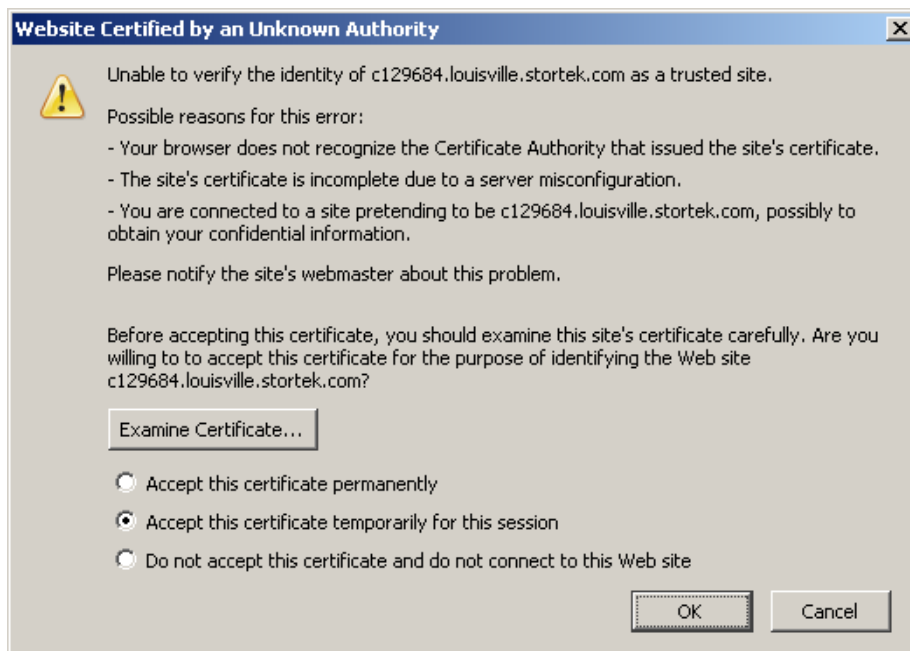 Website Certified by an Unknown Authority
Unable to verify the identity of c129684.louisville.stortek.com as a trusted site.
Possible reasons for this error:
- Your browser does not recognize the Certificate Authority that issued the site's certificate.
- The site's certificate is incomplete due to a server misconfiguration.
- You are connected to a site pretending to be c129684.louisville.stortek.com, possibly to
obtain your confidential information.
Please notify the site's webmaster about this problem.
Before accepting this certificate, you should examine this site's certificate carefully. Are you
willing to to accept this certificate for the purpose of identifying the Web site
c129684.louisville.stortek.com?
Examine Certificate...
Accept this certificate permanently
Accept this certificate temporarily for this session
Do not accept this certificate and do not connect to this Web site
OK
Cancel